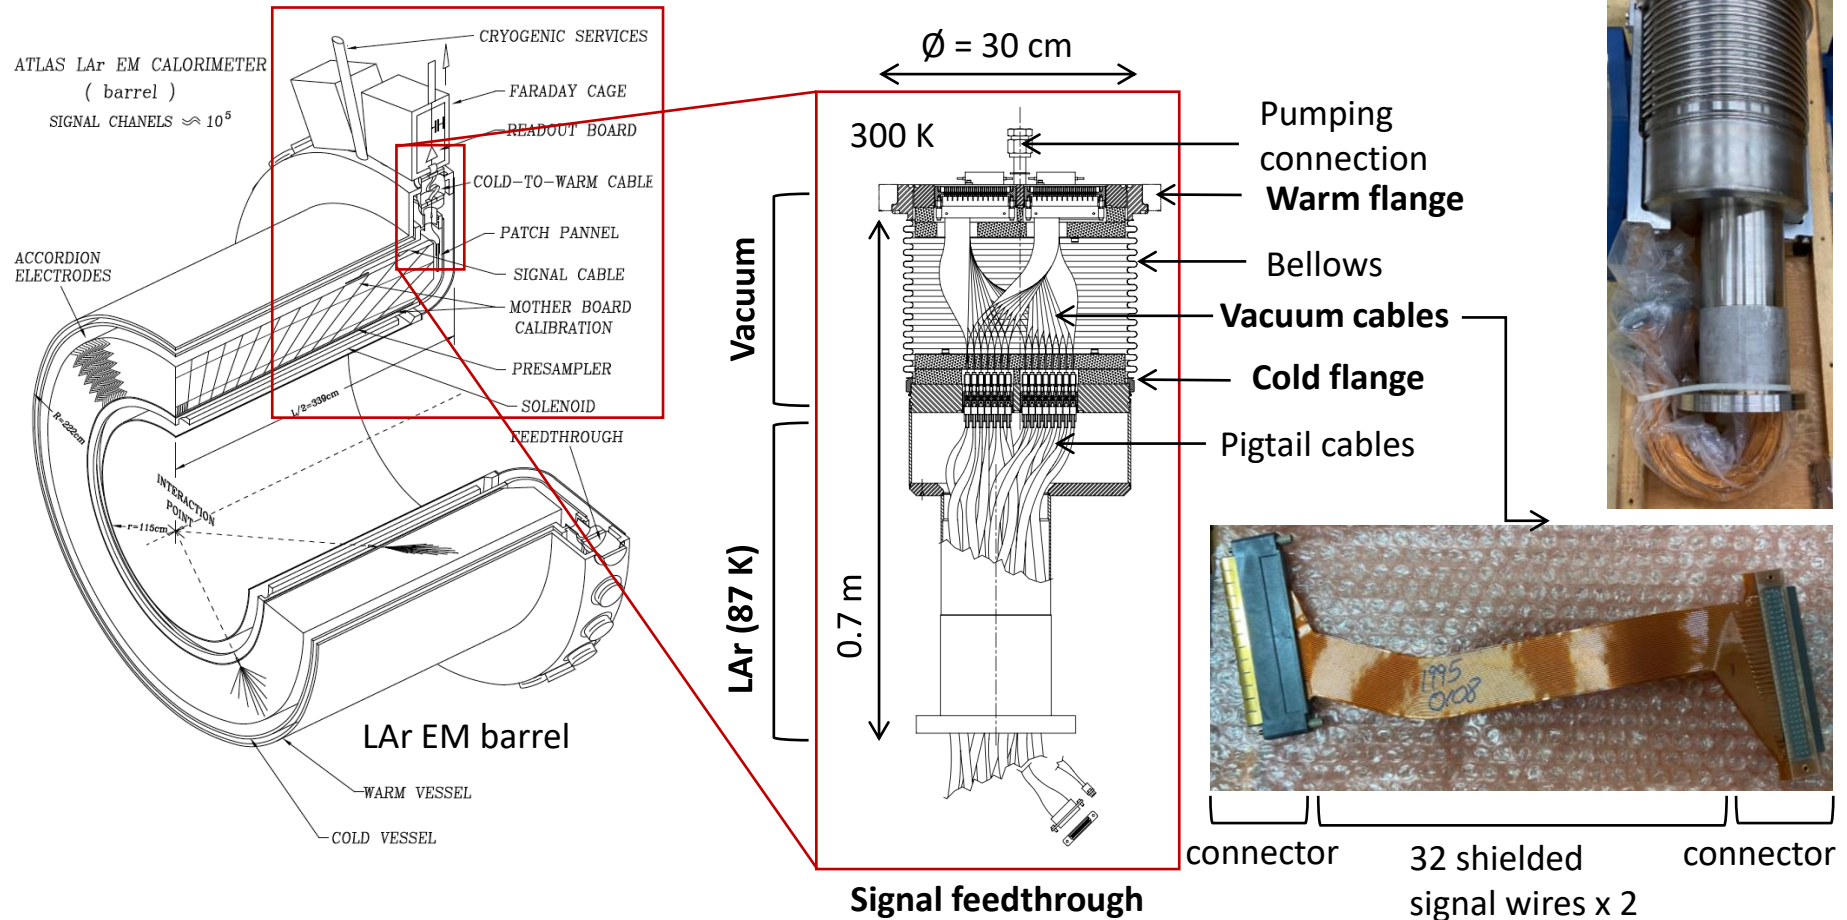 ATLAS LAr EM CALORIMETER
( barrel )
SIGNAL CHANELS ≈ 10⁵
CRYOGENIC SERVICES
FARADAY CAGE
READOUT BOARD
COLD-TO-WARM CABLE
PATCH PANNEL
SIGNAL CABLE
MOTHER BOARD
CALIBRATION
PRESAMPLER
SOLENOID
FEEDTHROUGH
ACCORDION
ELECTRODES
L/2=339cm
R=222cm
INTERACTION
POINT
r=115cm
LAr EM barrel
WARM VESSEL
COLD VESSEL
Ø = 30 cm
300 K
Vacuum
LAr (87 K)
0.7 m
Pumping
connection
Warm flange
Bellows
Vacuum cables
Cold flange
Pigtail cables
Signal feedthrough
1995
0108
connector
32 shielded
signal wires x 2
connector